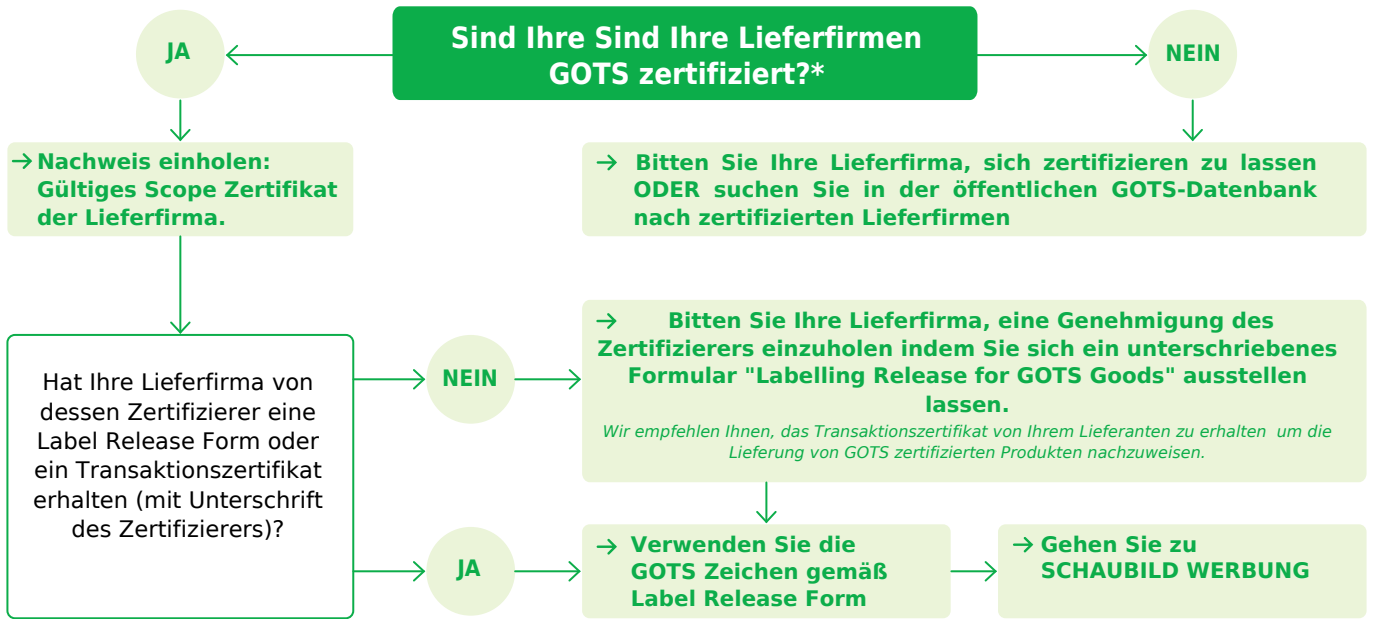 Sind Ihre Sind Ihre Lieferfirmen
GOTS zertifiziert?*
JA
NEIN
→ Nachweis einholen:
Gültiges Scope Zertifikat
der Lieferfirma.
→ Bitten Sie Ihre Lieferfirma, sich zertifizieren zu lassen
ODER suchen Sie in der öffentlichen GOTS-Datenbank
nach zertifizierten Lieferfirmen
Hat Ihre Lieferfirma von
dessen Zertifizierer eine
Label Release Form oder
ein Transaktionszertifikat
erhalten (mit Unterschrift
des Zertifizierers)?
NEIN
→ Bitten Sie Ihre Lieferfirma, eine Genehmigung des
Zertifizierers einzuholen indem Sie sich ein unterschriebenes
Formular "Labelling Release for GOTS Goods" ausstellen
lassen.
Wir empfehlen Ihnen, das Transaktionszertifikat von Ihrem Lieferanten zu erhalten um die
Lieferung von GOTS zertifizierten Produkten nachzuweisen.
JA
→ Verwenden Sie die
GOTS Zeichen gemäß
Label Release Form
→ Gehen Sie zu
SCHAUBILD WERBUNG